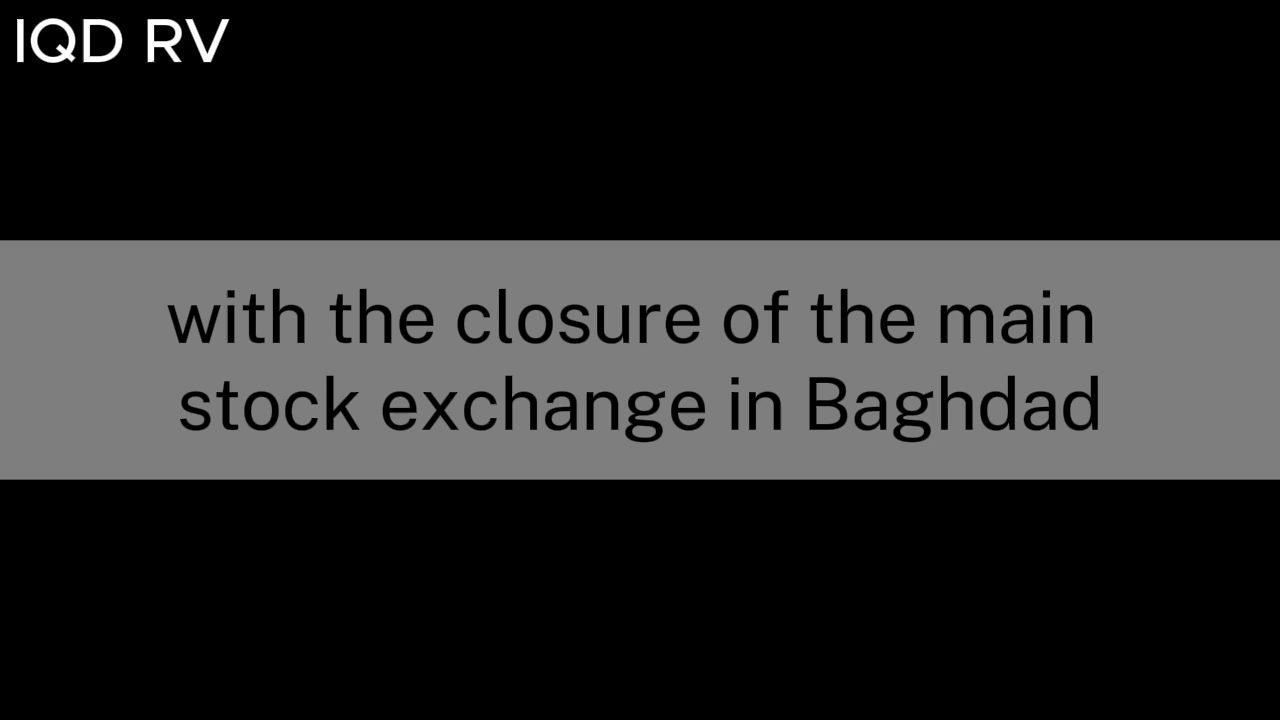 IQD RV
with the closure of the main
stock exchange in Baghdad